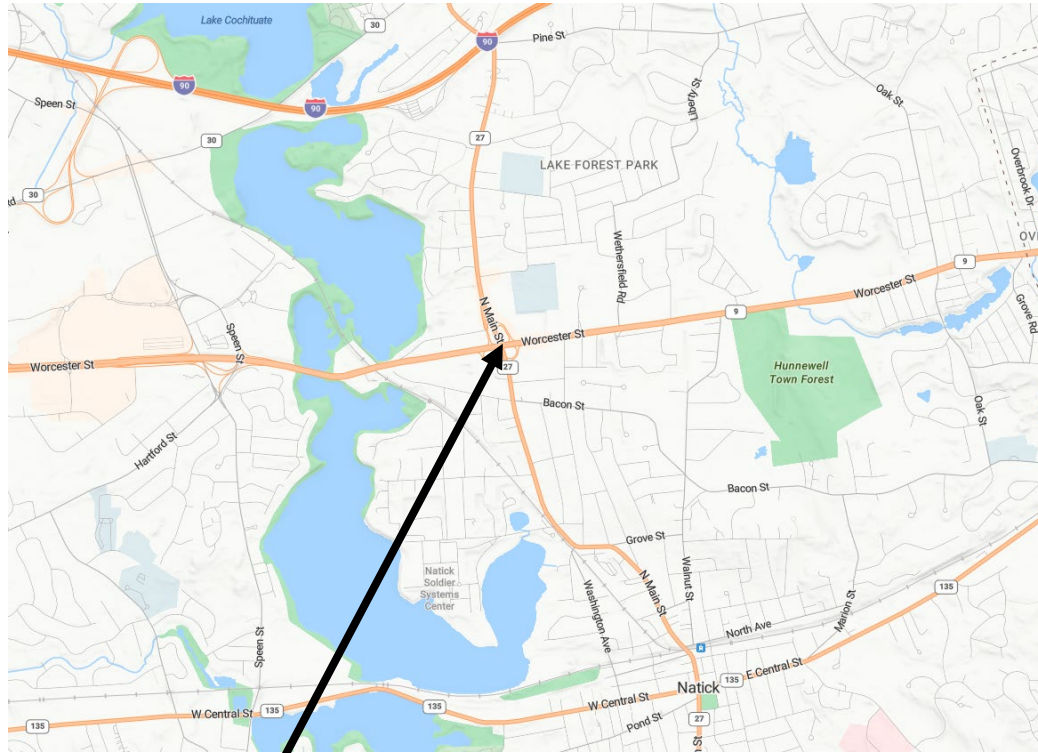 Lake Cochituate
30
90
Pine St
90
Speen St
90
Oak St
Liberty St
30
27
Overbrook Dr
LAKE FOREST PARK
30
Wethersfield Rd
9
Worcester St
Grove Rd
9
N Main St
Worcester St
Speen St
Worcester St
27
Hunnewell
Town Forest
Bacon St
Oak St
Hartford St
Bacon St
Grove St
Natick
Soldier
Systems
Center
Washington Ave
N Main St
Walnut St
135
Marion St
North Ave
Speen St
E Central St
135
Natick
135
W Central St
135
135
W Central St
Pond St
27
135